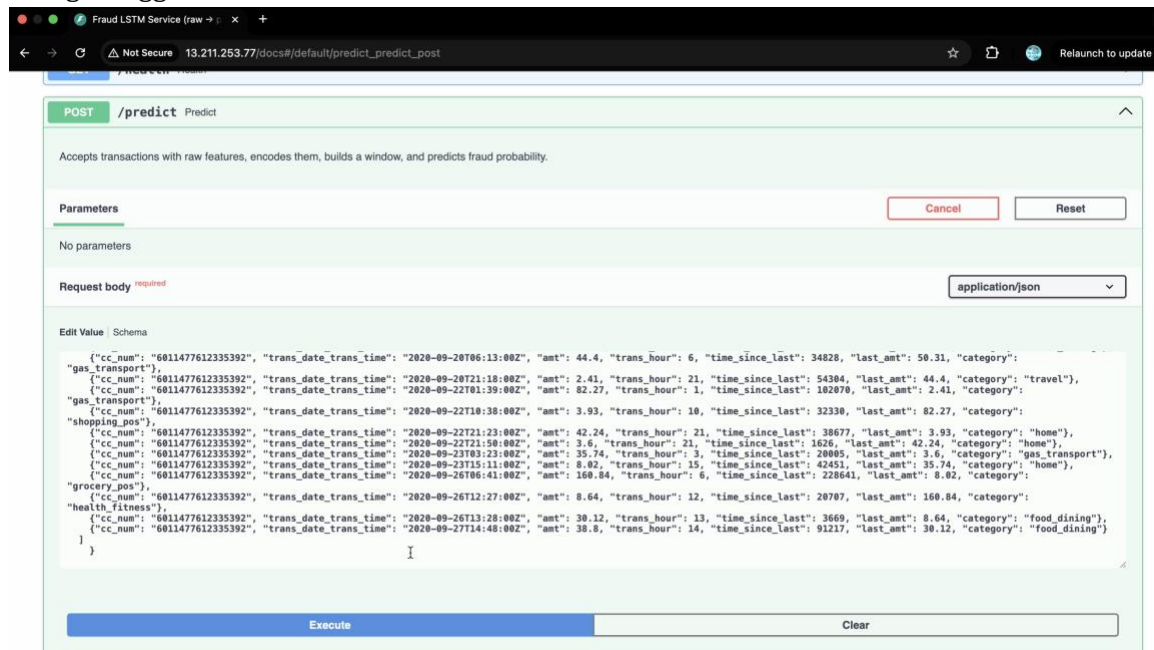 Fraud LSTM Service (raw → p
Not Secure 13.211.253.77/docs#/default/predict_predict_post
Relaunch to update
POST /predict Predict
Accepts transactions with raw features, encodes them, builds a window, and predicts fraud probability.
Parameters
Cancel
Reset
No parameters
Request body required
application/json
Edit Value | Schema
{"cc_num": "6011477612335392", "trans_date_trans_time": "2020-09-20T06:13:00Z", "amt": 44.4, "trans_hour": 6, "time_since_last": 34828, "last_amt": 50.31, "category":
"gas_transport"},
{"cc_num": "6011477612335392", "trans_date_trans_time": "2020-09-20T21:18:00Z", "amt": 2.41, "trans_hour": 21, "time_since_last": 54304, "last_amt": 44.4, "category": "travel"},
{"cc_num": "6011477612335392", "trans_date_trans_time": "2020-09-22T01:39:00Z", "amt": 82.27, "trans_hour": 1, "time_since_last": 102070, "last_amt": 2.41, "category":
"gas_transport"},
{"cc_num": "6011477612335392", "trans_date_trans_time": "2020-09-22T10:38:00Z", "amt": 3.93, "trans_hour": 10, "time_since_last": 32330, "last_amt": 82.27, "category":
"shopping_pos"},
{"cc_num": "6011477612335392", "trans_date_trans_time": "2020-09-22T21:23:00Z", "amt": 42.24, "trans_hour": 21, "time_since_last": 38677, "last_amt": 3.93, "category": "home"},
{"cc_num": "6011477612335392", "trans_date_trans_time": "2020-09-22T21:50:00Z", "amt": 3.6, "trans_hour": 21, "time_since_last": 1626, "last_amt": 42.24, "category": "home"},
{"cc_num": "6011477612335392", "trans_date_trans_time": "2020-09-23T03:23:00Z", "amt": 35.74, "trans_hour": 3, "time_since_last": 20005, "last_amt": 3.6, "category": "gas_transport"},
{"cc_num": "6011477612335392", "trans_date_trans_time": "2020-09-23T15:11:00Z", "amt": 8.02, "trans_hour": 15, "time_since_last": 42451, "last_amt": 35.74, "category": "home"},
{"cc_num": "6011477612335392", "trans_date_trans_time": "2020-09-26T06:41:00Z", "amt": 160.84, "trans_hour": 6, "time_since_last": 228641, "last_amt": 8.02, "category":
"grocery_pos"},
{"cc_num": "6011477612335392", "trans_date_trans_time": "2020-09-26T12:27:00Z", "amt": 8.64, "trans_hour": 12, "time_since_last": 20707, "last_amt": 160.84, "category":
"health_fitness"},
{"cc_num": "6011477612335392", "trans_date_trans_time": "2020-09-26T13:28:00Z", "amt": 30.12, "trans_hour": 13, "time_since_last": 3669, "last_amt": 8.64, "category": "food_dining"},
{"cc_num": "6011477612335392", "trans_date_trans_time": "2020-09-27T14:48:00Z", "amt": 38.8, "trans_hour": 14, "time_since_last": 91217, "last_amt": 30.12, "category": "food_dining"}
]
}
Execute
Clear